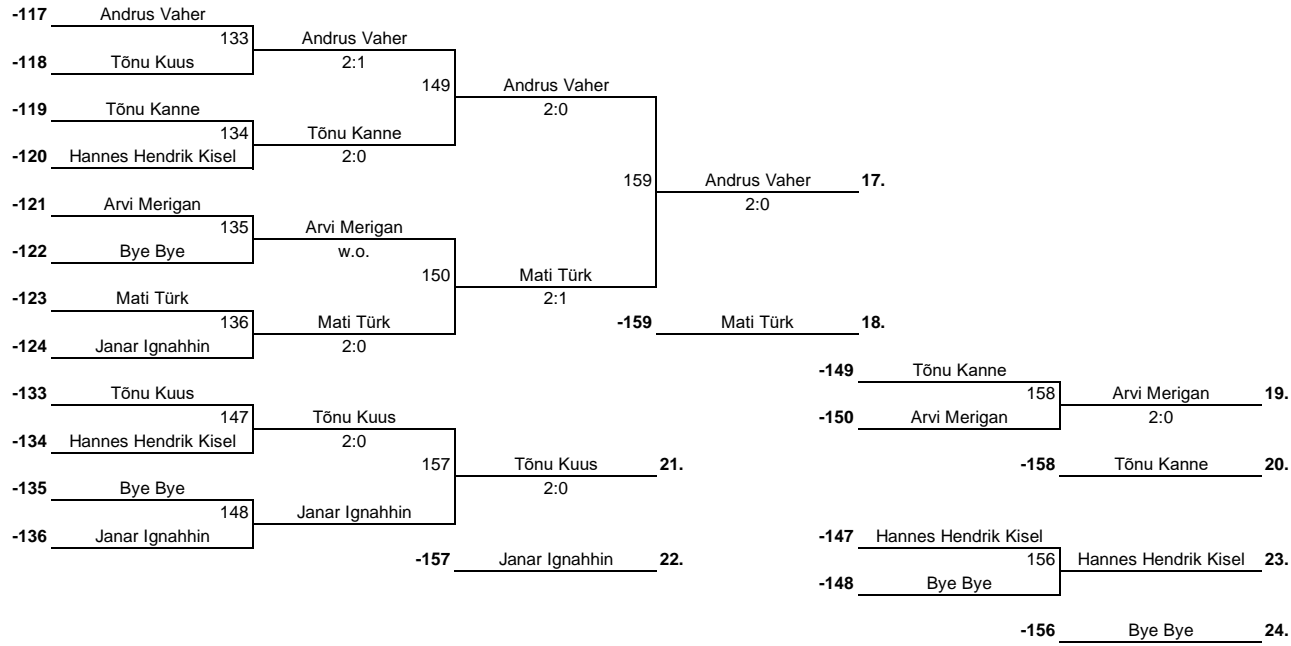 -117 Andrus Vaher
133 Andrus Vaher
-118 Tõnu Kuus 2:1
149 Andrus Vaher
-119 Tõnu Kanne 2:0
134 Tõnu Kanne
-120 Hannes Hendrik Kisel 2:0
159 Andrus Vaher 17.
-121 Arvi Merigan 2:0
135 Arvi Merigan
-122 Bye Bye w.o.
150 Mati Türk
-123 Mati Türk 2:1
136 Mati Türk -159 Mati Türk 18.
-124 Janar Ignahhin 2:0
-149 Tõnu Kanne
-133 Tõnu Kuus 158 Arvi Merigan 19.
147 Tõnu Kuus -150 Arvi Merigan 2:0
-134 Hannes Hendrik Kisel 2:0
157 Tõnu Kuus 21. -158 Tõnu Kanne 20.
-135 Bye Bye 2:0
148 Janar Ignahhin
-136 Janar Ignahhin -147 Hannes Hendrik Kisel
-157 Janar Ignahhin 22. 156 Hannes Hendrik Kisel 23.
-148 Bye Bye
-156 Bye Bye 24.